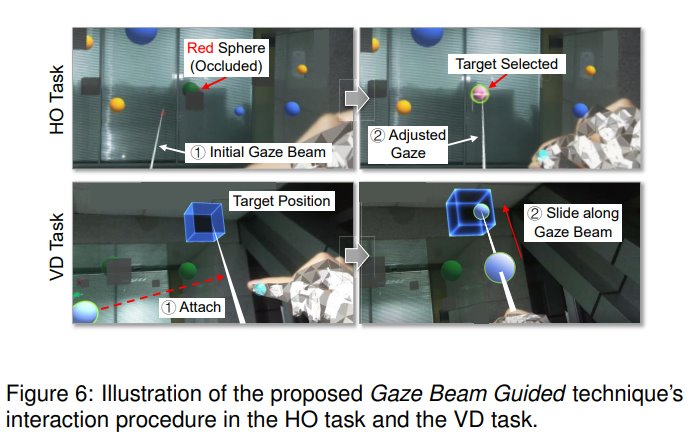 HO Task
Red Sphere
(Occluded)
① Initial Gaze Beam
Target Selected
② Adjusted
Gaze
VD Task
Target Position
① Attach
② Slide along
Gaze Beam
Figure 6: Illustration of the proposed Gaze Beam Guided technique's
interaction procedure in the HO task and the VD task.